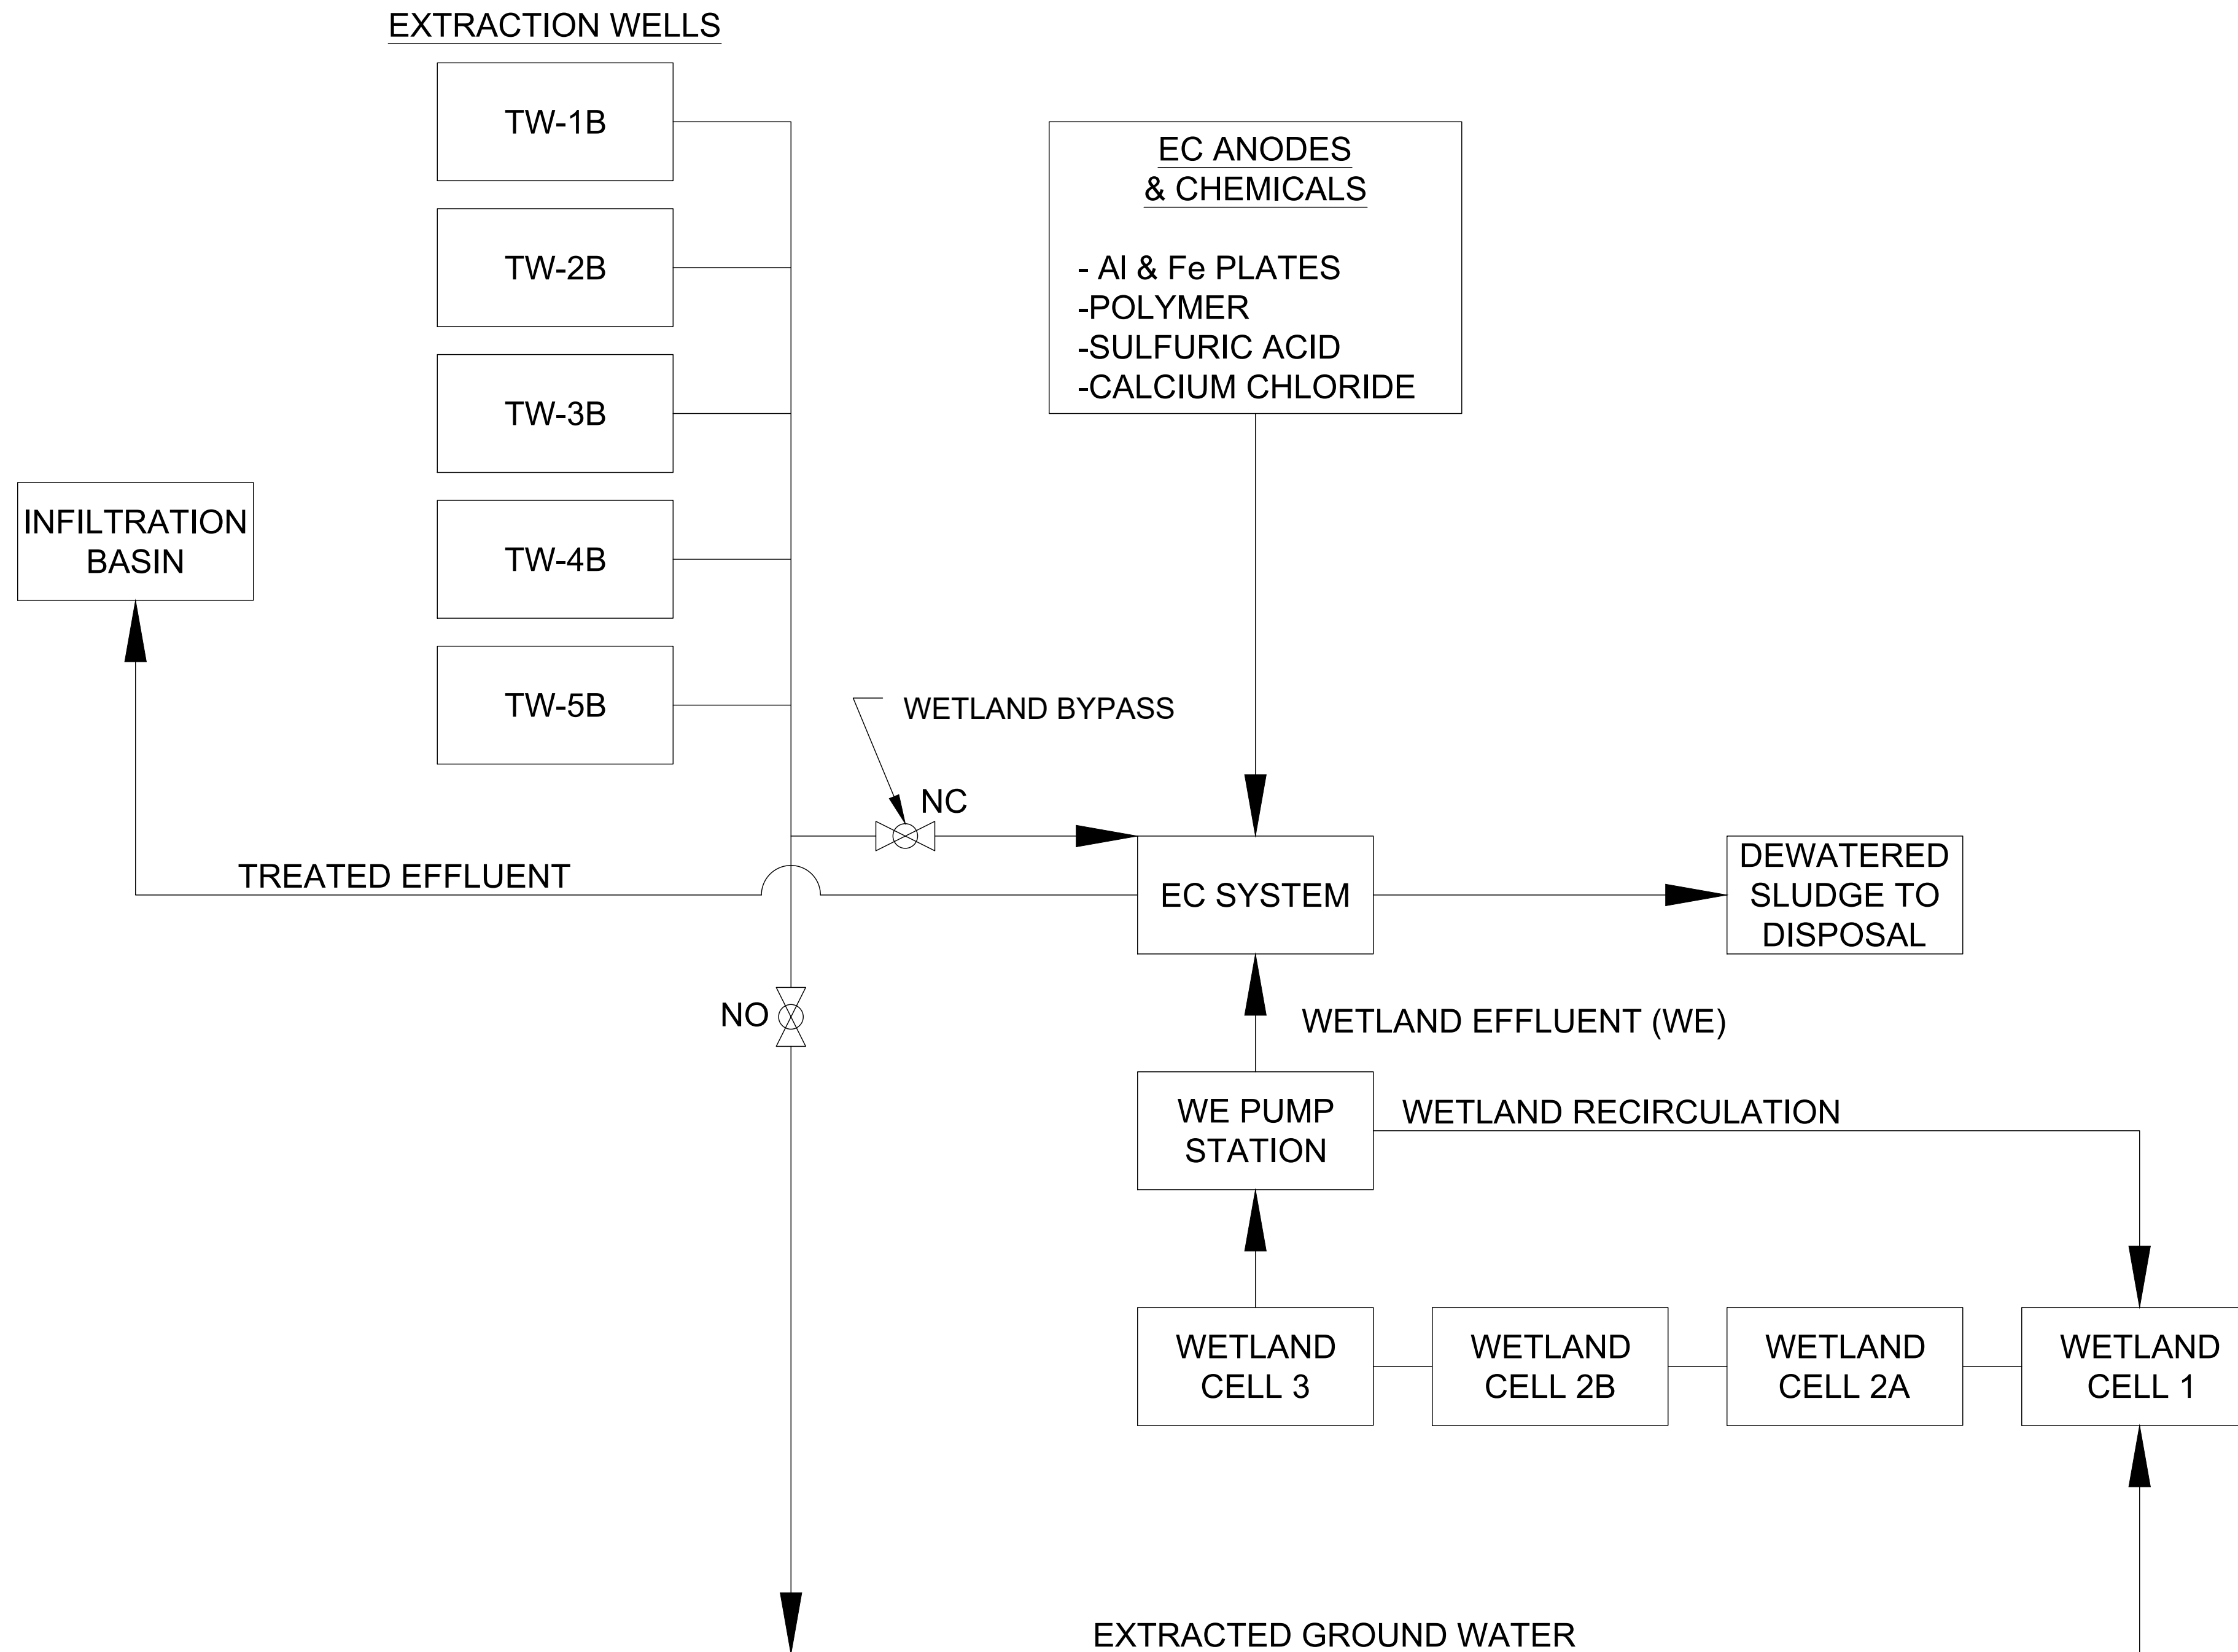 EXTRACTION WELLS
TW-1B
TW-2B
TW-3B
TW-4B
TW-5B
EC ANODES
& CHEMICALS
- Al & Fe PLATES
-POLYMER
-SULFURIC ACID
-CALCIUM CHLORIDE
INFILTRATION
BASIN
WETLAND BYPASS
NC
TREATED EFFLUENT
EC SYSTEM
DEWATERED
SLUDGE TO
DISPOSAL
NO
WETLAND EFFLUENT (WE)
WE PUMP
STATION
WETLAND RECIRCULATION
WETLAND
CELL 3
WETLAND
CELL 2B
WETLAND
CELL 2A
WETLAND
CELL 1
EXTRACTED GROUND WATER